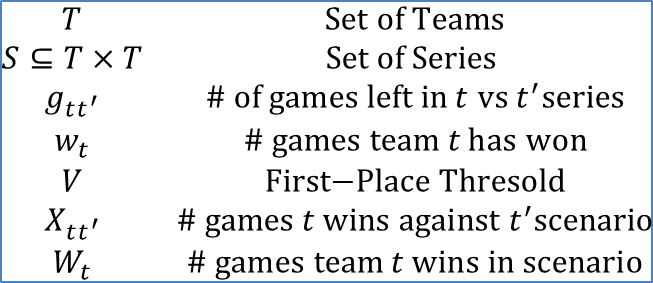 T Set of Teams
S ⊆ T × T Set of Series
g_{tt′} # of games left in t vs t′series
w_t # games team t has won
V First−Place Thresold
X_{tt′} # games t wins against t′scenario
W_t # games team t wins in scenario